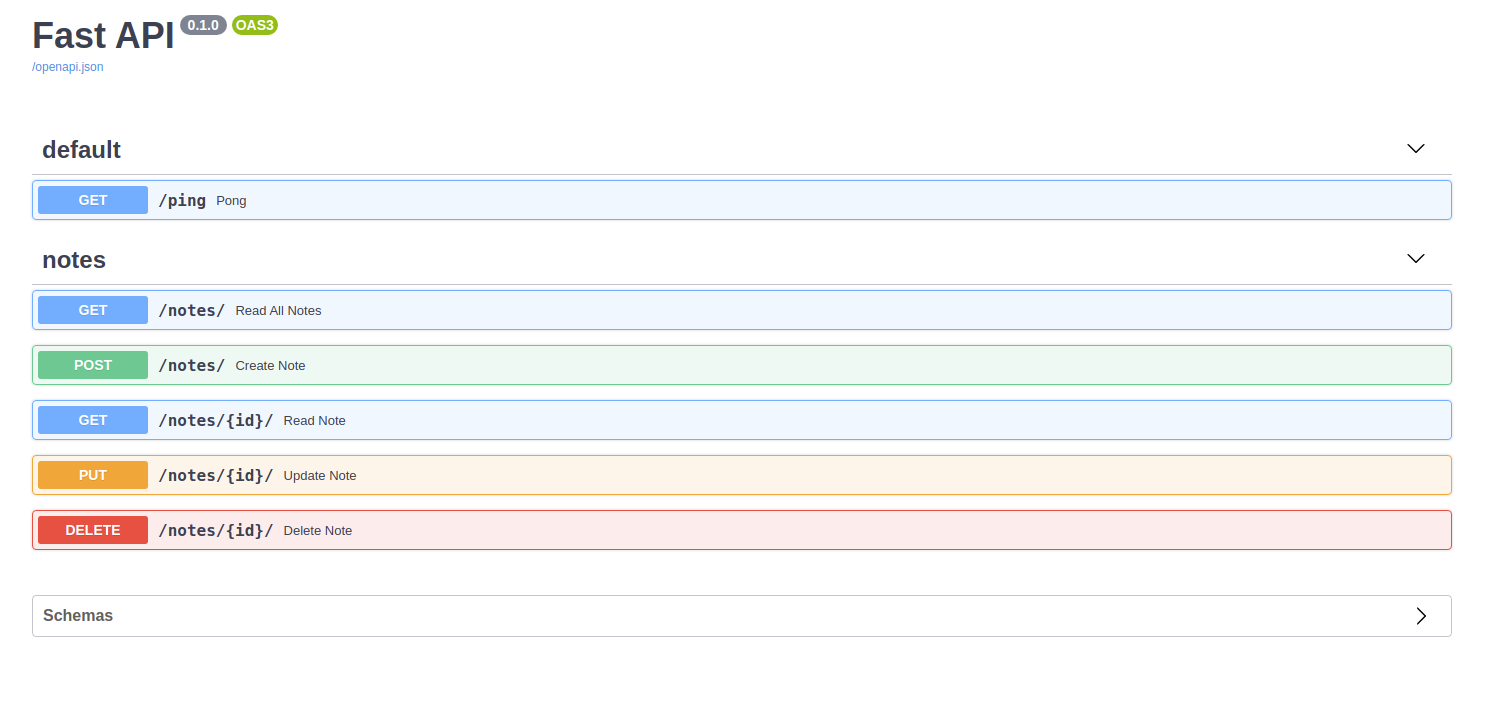 Fast API 0.1.0 OAS3
/openapi.json
default
GET /ping Pong
notes
GET /notes/ Read All Notes
POST /notes/ Create Note
GET /notes/{id}/ Read Note
PUT /notes/{id}/ Update Note
DELETE /notes/{id}/ Delete Note
Schemas